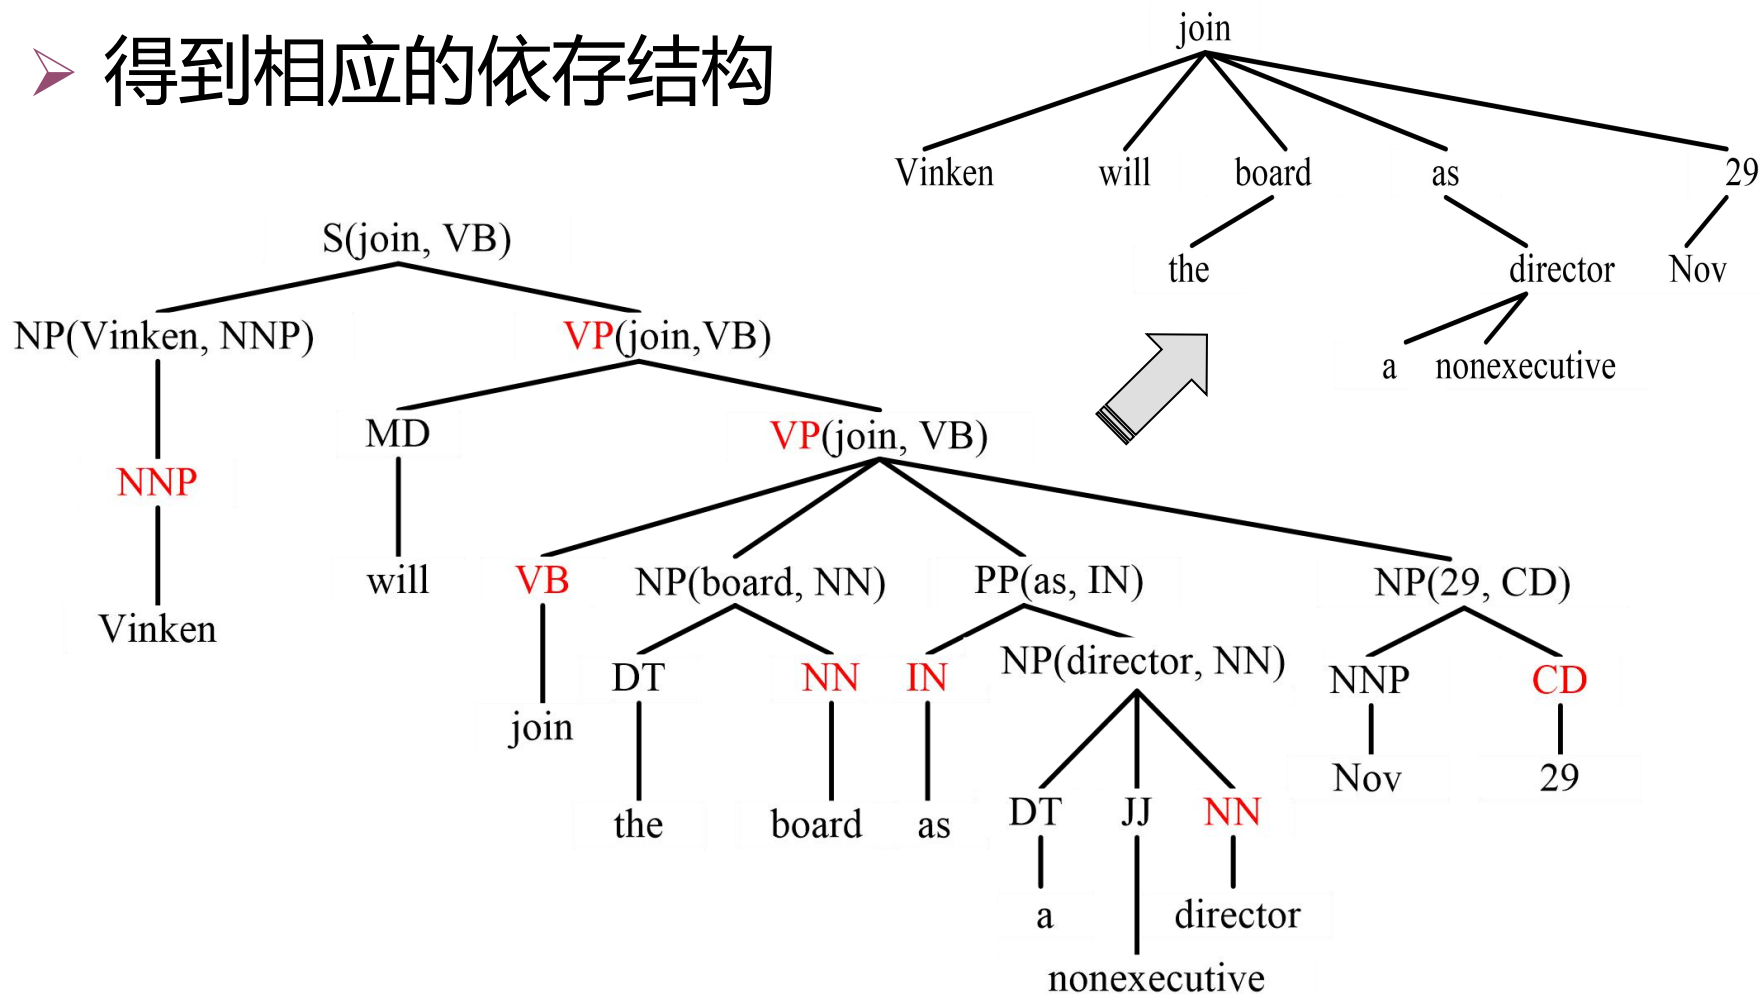 得到相应的依存结构
join
Vinken will board as 29
the director Nov
a nonexecutive
S(join, VB)
NP(Vinken, NNP) VP(join,VB)
MD VP(join, VB)
NNP
will VB NP(board, NN) PP(as, IN) NP(29, CD)
Vinken
DT NN IN NP(director, NN) NNP CD
join
Nov 29
the board as DT JJ NN
a director
nonexecutive